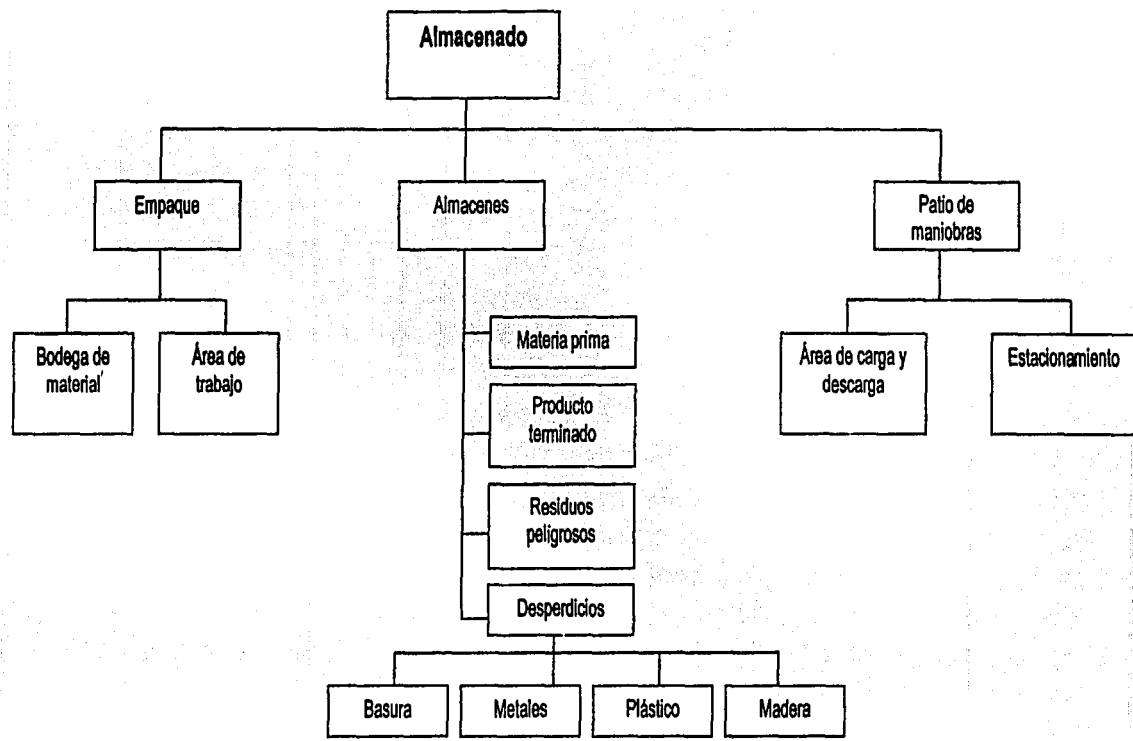 Almacenado
Empaque
Almacenes
Patio de
maniobras
Bodega de
material
Área de
trabajo
Materia prima
Producto
terminado
Residuos
peligrosos
Desperdicios
Área de carga y
descarga
Estacionamiento
Basura
Metales
Plástico
Madera